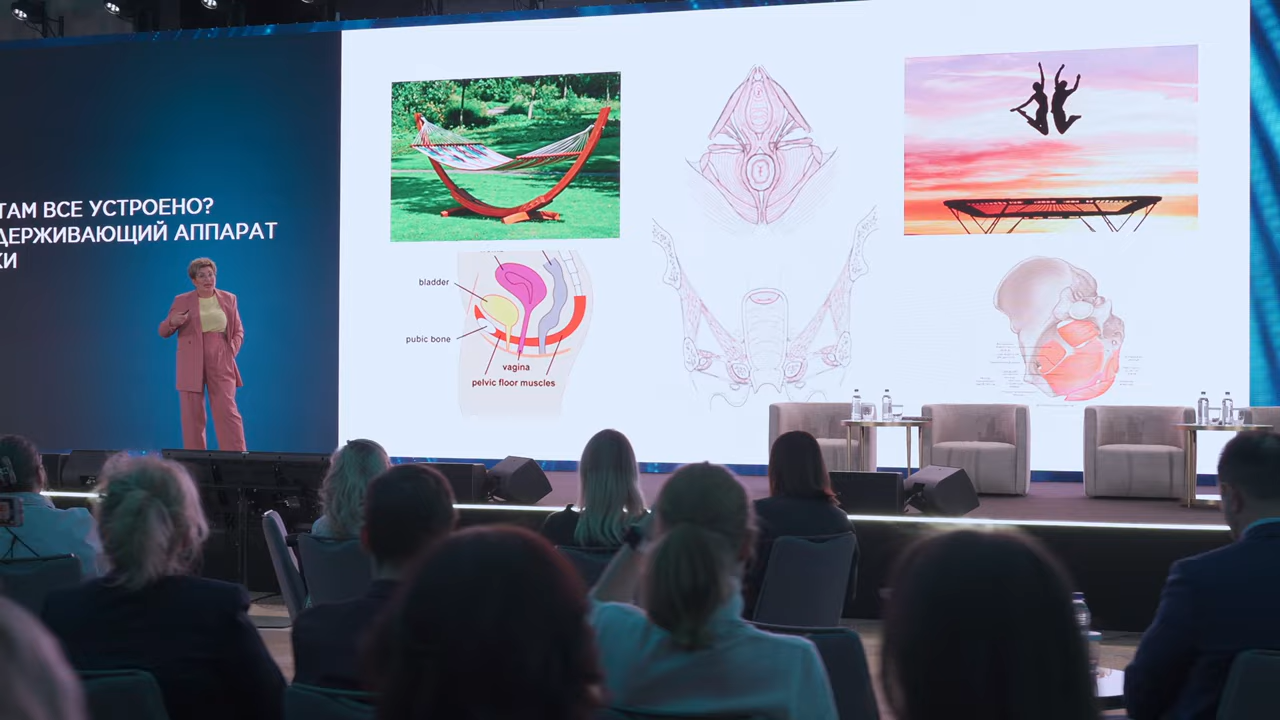 ТАМ ВСЕ УСТРОЕНО?
ДЕРЖИВАЮЩИЙ АППАРАТ
КИ
bladder
pubic bone
vagina
pelvic floor muscles